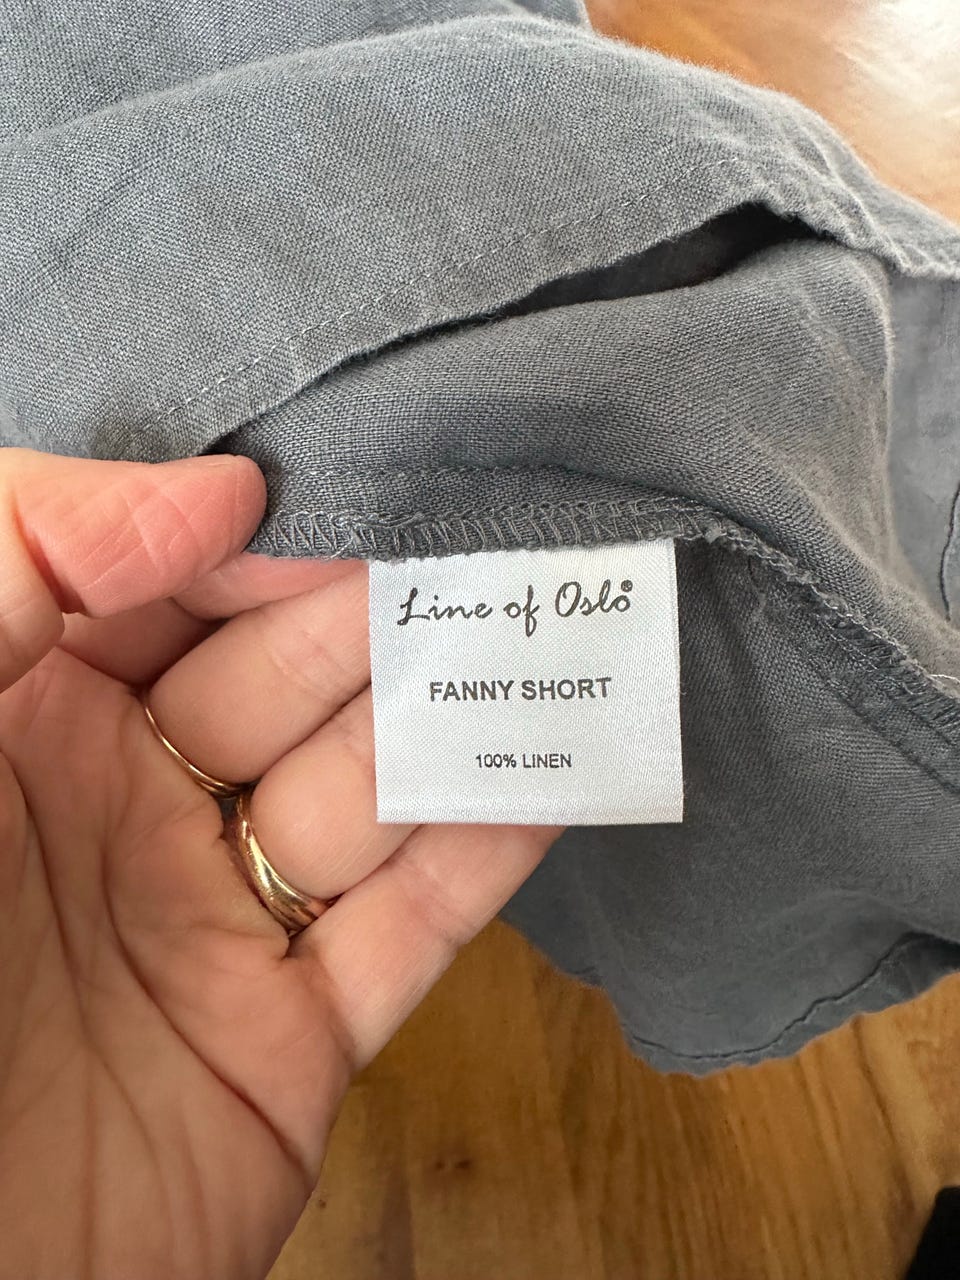 Line of Oslo®
FANNY SHORT
100% LINEN